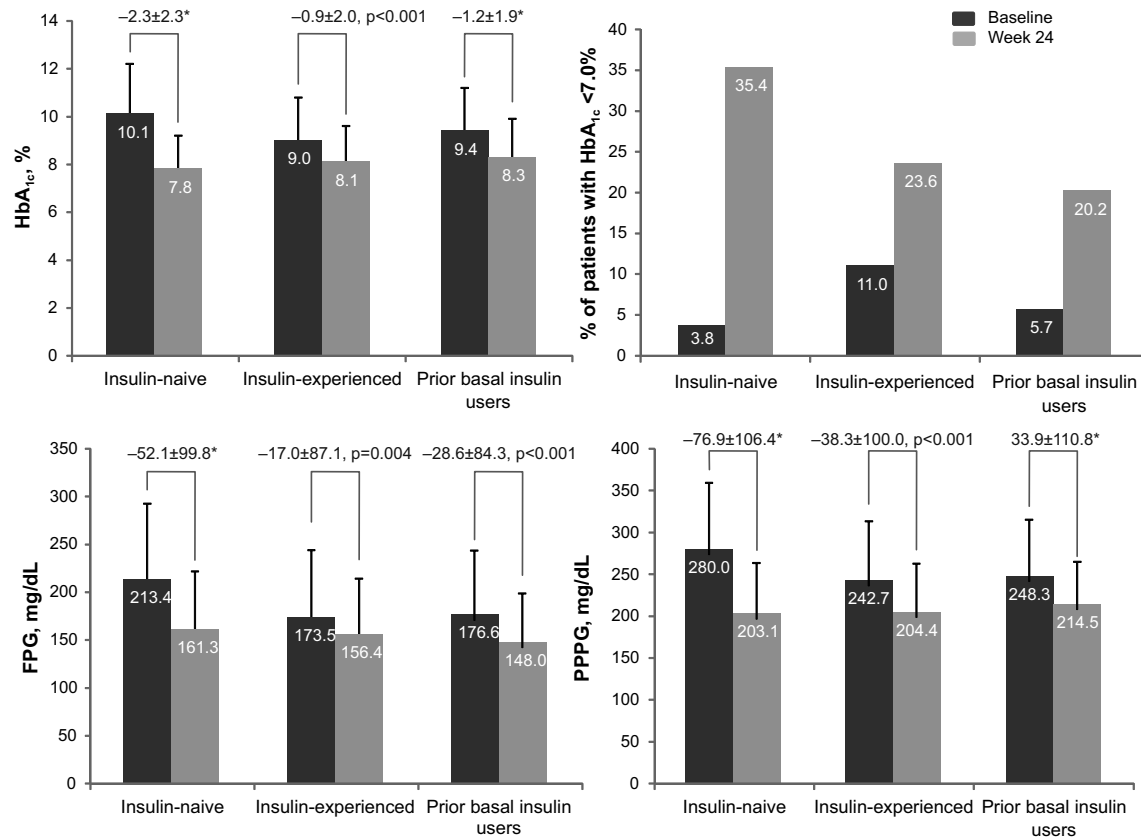 –2.3±2.3*
–0.9±2.0, p<0.001
–1.2±1.9*
14
12
10
8
6
4
2
0
HbA1c, %
10.1
7.8
9.0
8.1
9.4
8.3
Insulin-naive
Insulin-experienced
Prior basal insulin
users
Baseline
Week 24
40
35
30
25
20
15
10
5
0
% of patients with HbA1c <7.0%
3.8
35.4
11.0
23.6
5.7
20.2
Insulin-naive
Insulin-experienced
Prior basal insulin
users
–52.1±99.8*
–17.0±87.1, p=0.004
–28.6±84.3, p<0.001
350
300
250
200
150
100
50
0
FPG, mg/dL
213.4
161.3
173.5
156.4
176.6
148.0
Insulin-naive
Insulin-experienced
Prior basal insulin
users
–76.9±106.4*
–38.3±100.0, p<0.001
33.9±110.8*
400
350
300
250
200
150
100
50
0
PPPG, mg/dL
280.0
203.1
242.7
204.4
248.3
214.5
Insulin-naive
Insulin-experienced
Prior basal insulin
users